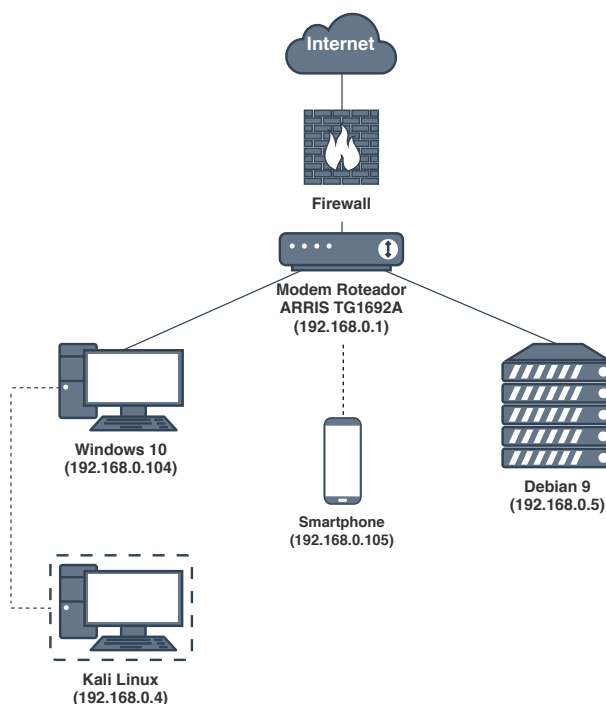 Internet
Firewall
Modem Roteador
ARRIS TG1692A
(192.168.0.1)
Windows 10
(192.168.0.104)
Smartphone
(192.168.0.105)
Debian 9
(192.168.0.5)
Kali Linux
(192.168.0.4)